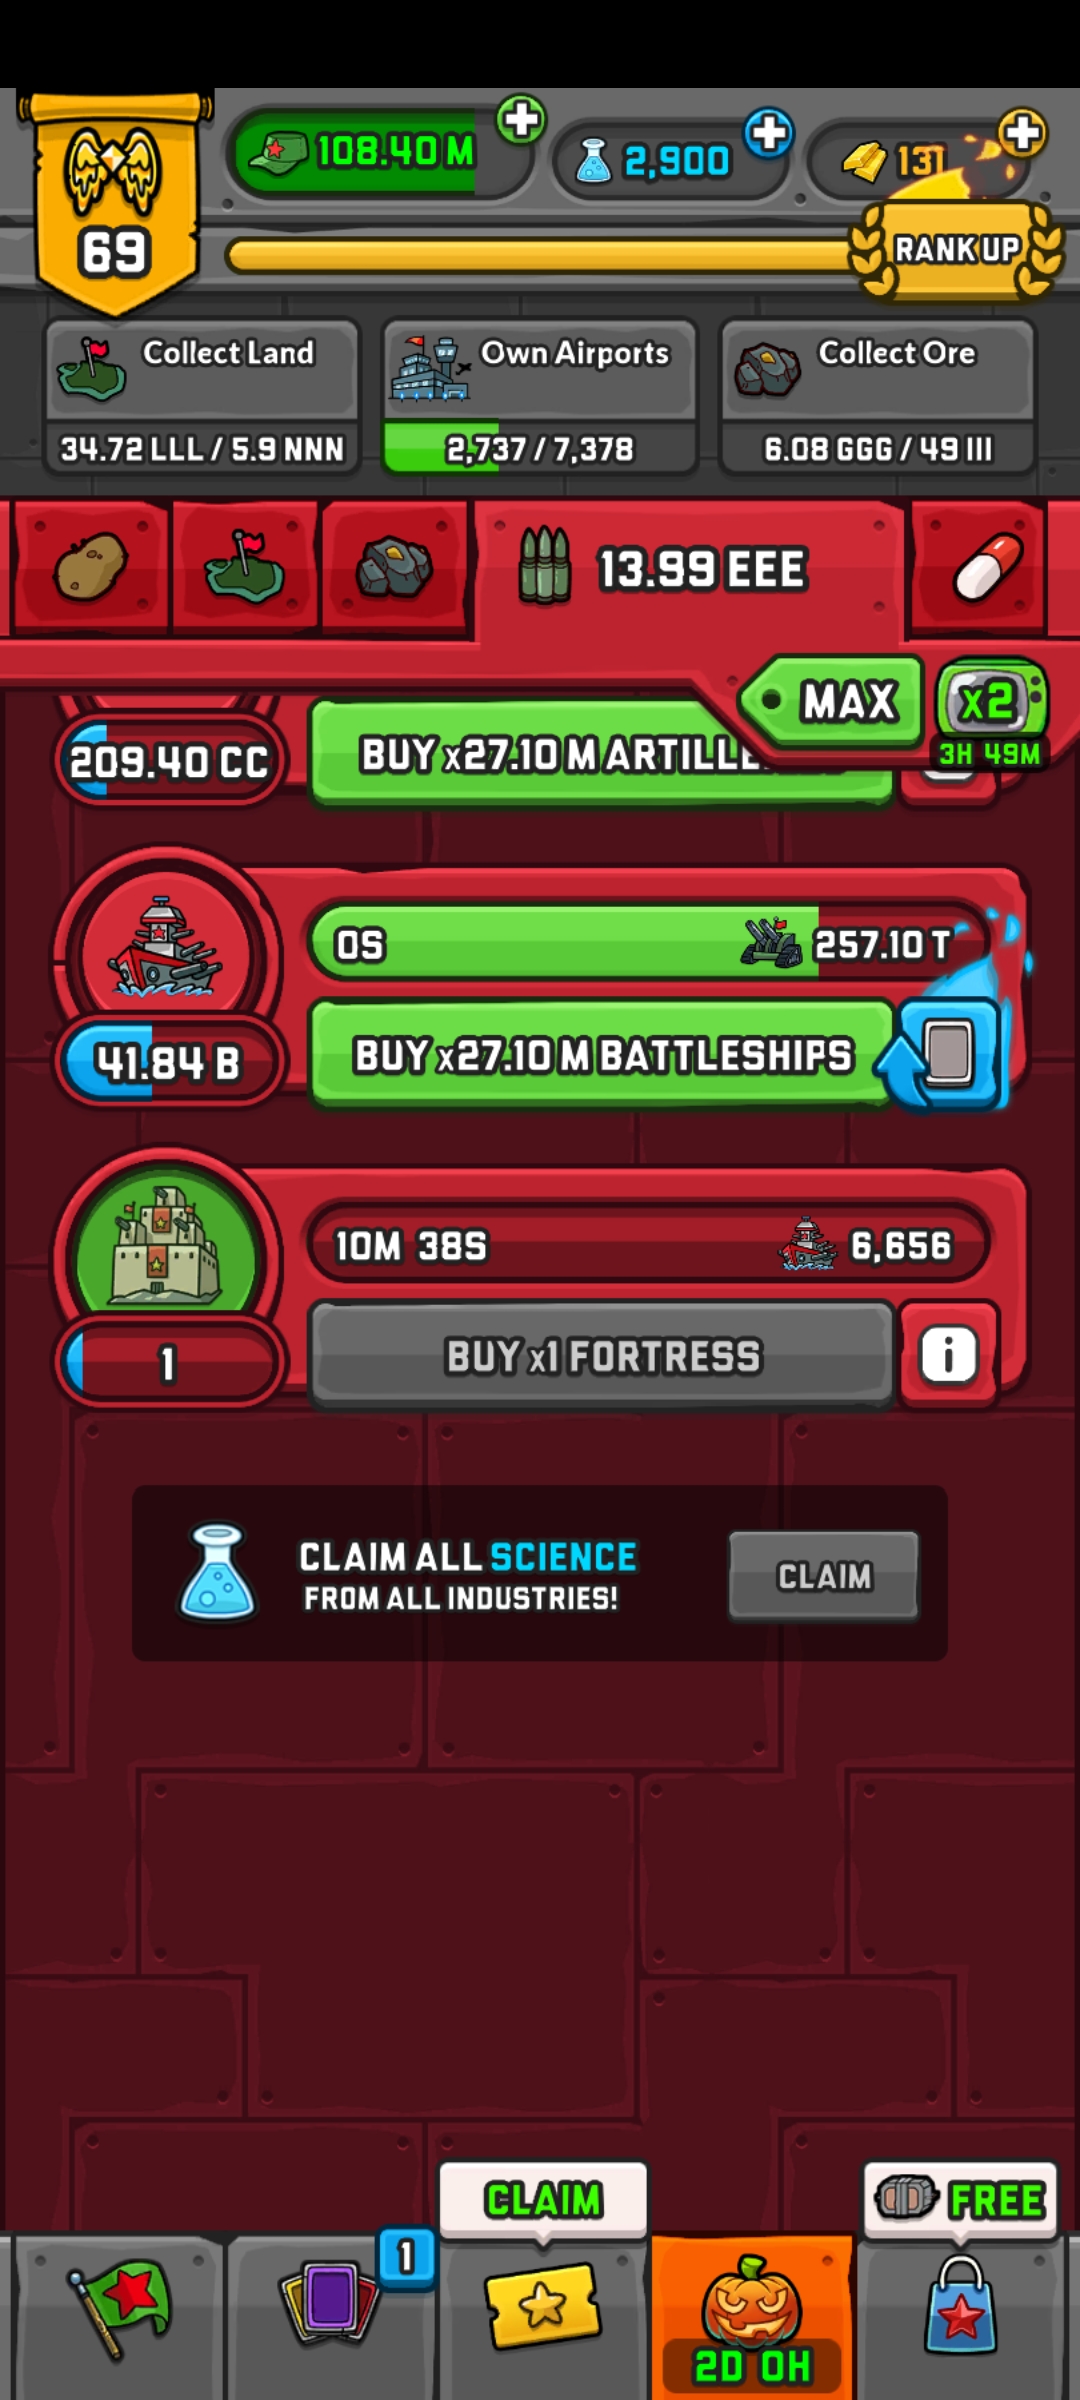 108.40 M
2,900
131
69
RANK UP
Collect Land
Own Airports
Collect Ore
34.72 LLL / 5.9 NNN
2,737 / 7,378
6.08 GGG / 49 III
13.99 EEE
MAX
x2
3H 49M
209.40 CC
BUY x27.10 M ARTILLE
0S
257.10 T
41.84 B
BUY x27.10 M BATTLESHIPS
10M 38S
6,656
1
BUY x1 FORTRESS
i
CLAIM ALL SCIENCE
FROM ALL INDUSTRIES!
CLAIM
CLAIM
FREE
1
2D 0H